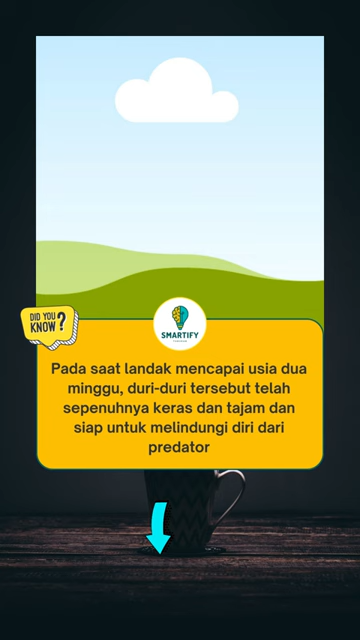 DID YOU
KNOW?
SMARTIFY
Pada saat landak mencapai usia dua
minggu, duri-duri tersebut telah
sepenuhnya keras dan tajam dan
siap untuk melindungi diri dari
predator